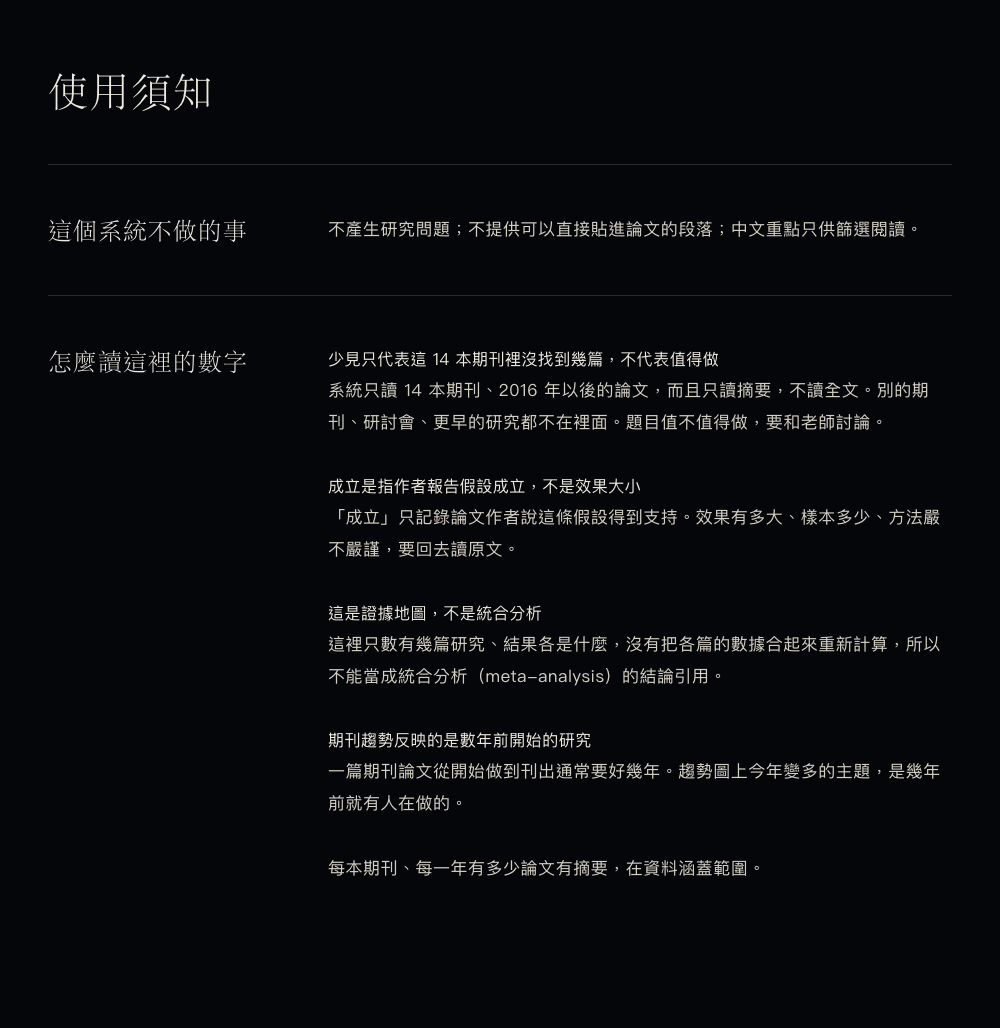 使用須知
這個系統不做的事
不產生研究問題；不提供可以直接貼進論文的段落；中文重點只供篩選閱讀。
怎麼讀這裡的數字
少見只代表這 14 本期刊裡沒找到幾篇，不代表值得做
系統只讀 14 本期刊、2016 年以後的論文，而且只讀摘要，不讀全文。別的期
刊、研討會、更早的研究都不在裡面。題目值不值得做，要和老師討論。
成立是指作者報告假設成立，不是效果大小
「成立」只記錄論文作者說這條假設得到支持。效果有多大、樣本多少、方法嚴
不嚴謹，要回去讀原文。
這是證據地圖，不是統合分析
這裡只數有幾篇研究、結果各是什麼，沒有把各篇的數據合起來重新計算，所以
不能當成統合分析（meta–analysis）的結論引用。
期刊趨勢反映的是數年前開始的研究
一篇期刊論文從開始做到刊出通常要好幾年。趨勢圖上今年變多的主題，是幾年
前就有人在做的。
每本期刊、每一年有多少論文有摘要，在資料涵蓋範圍。